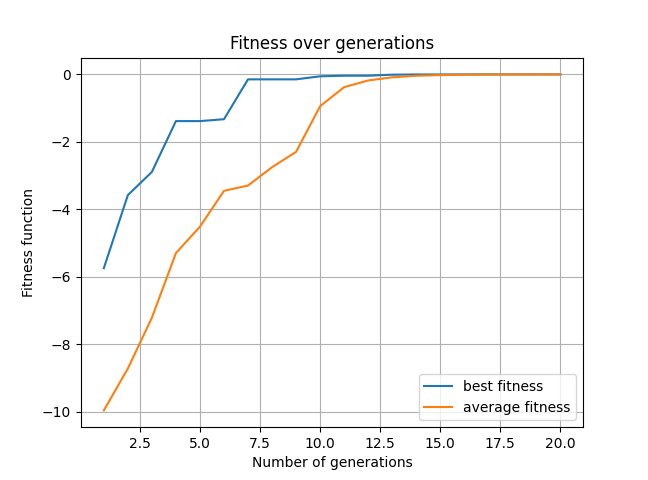 Fitness over generations
Fitness function
0
−2
−4
−6
−8
−10
best fitness
average fitness
2.5 5.0 7.5 10.0 12.5 15.0 17.5 20.0
Number of generations